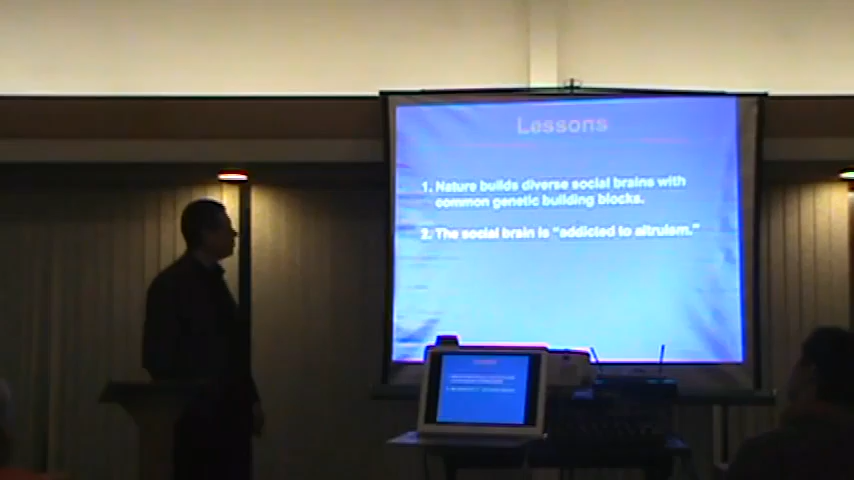 Lessons
1. Nature builds diverse social brains with
common genetic building blocks.
2. The social brain is "addicted to altruism."